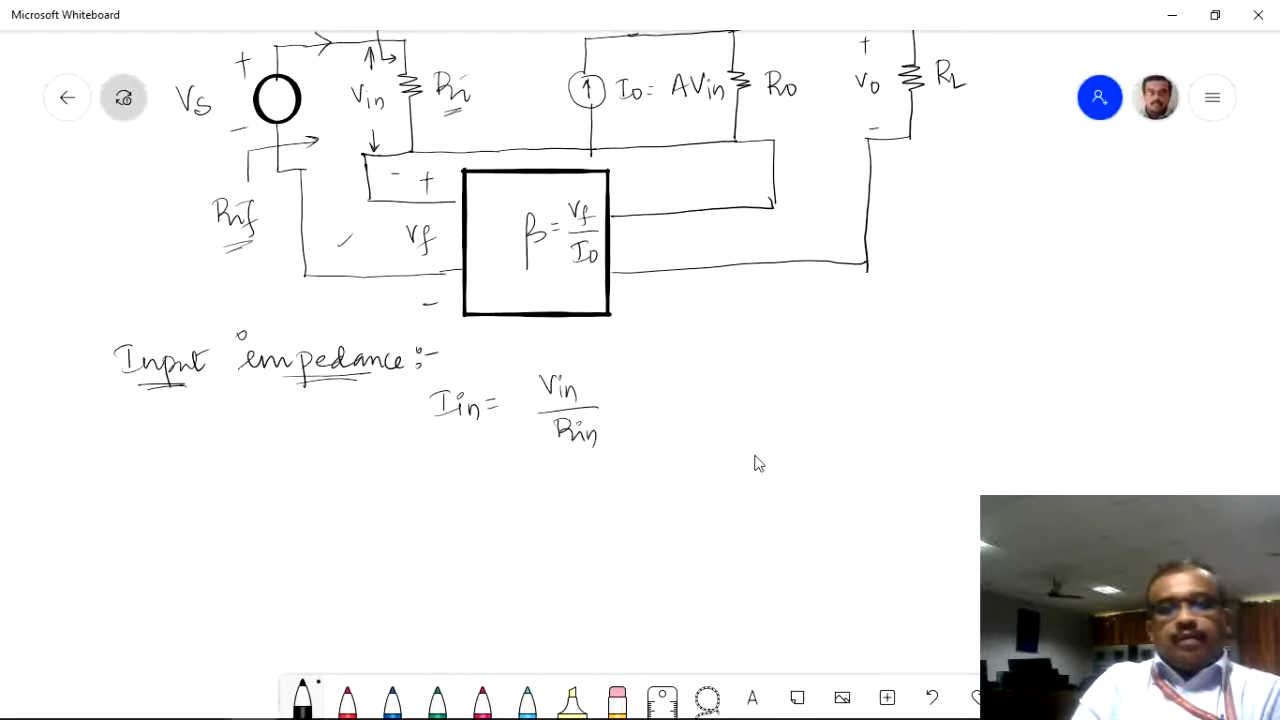 Microsoft Whiteboard
+
Vs
-
Vin
Ri
Io = AVin
Ro
+
Vo
-
RL
Rif
- +
Vf
-
β = Vf / Io
Input impedance :-
Iin = Vin / Rin
A